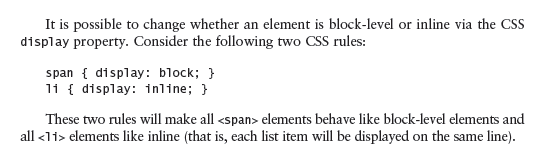 It is possible to change whether an element is block-level or inline via the CSS
display property. Consider the following two CSS rules:
span { display: block; }
li { display: inline; }
These two rules will make all <span> elements behave like block-level elements and
all <li> elements like inline (that is, each list item will be displayed on the same line).